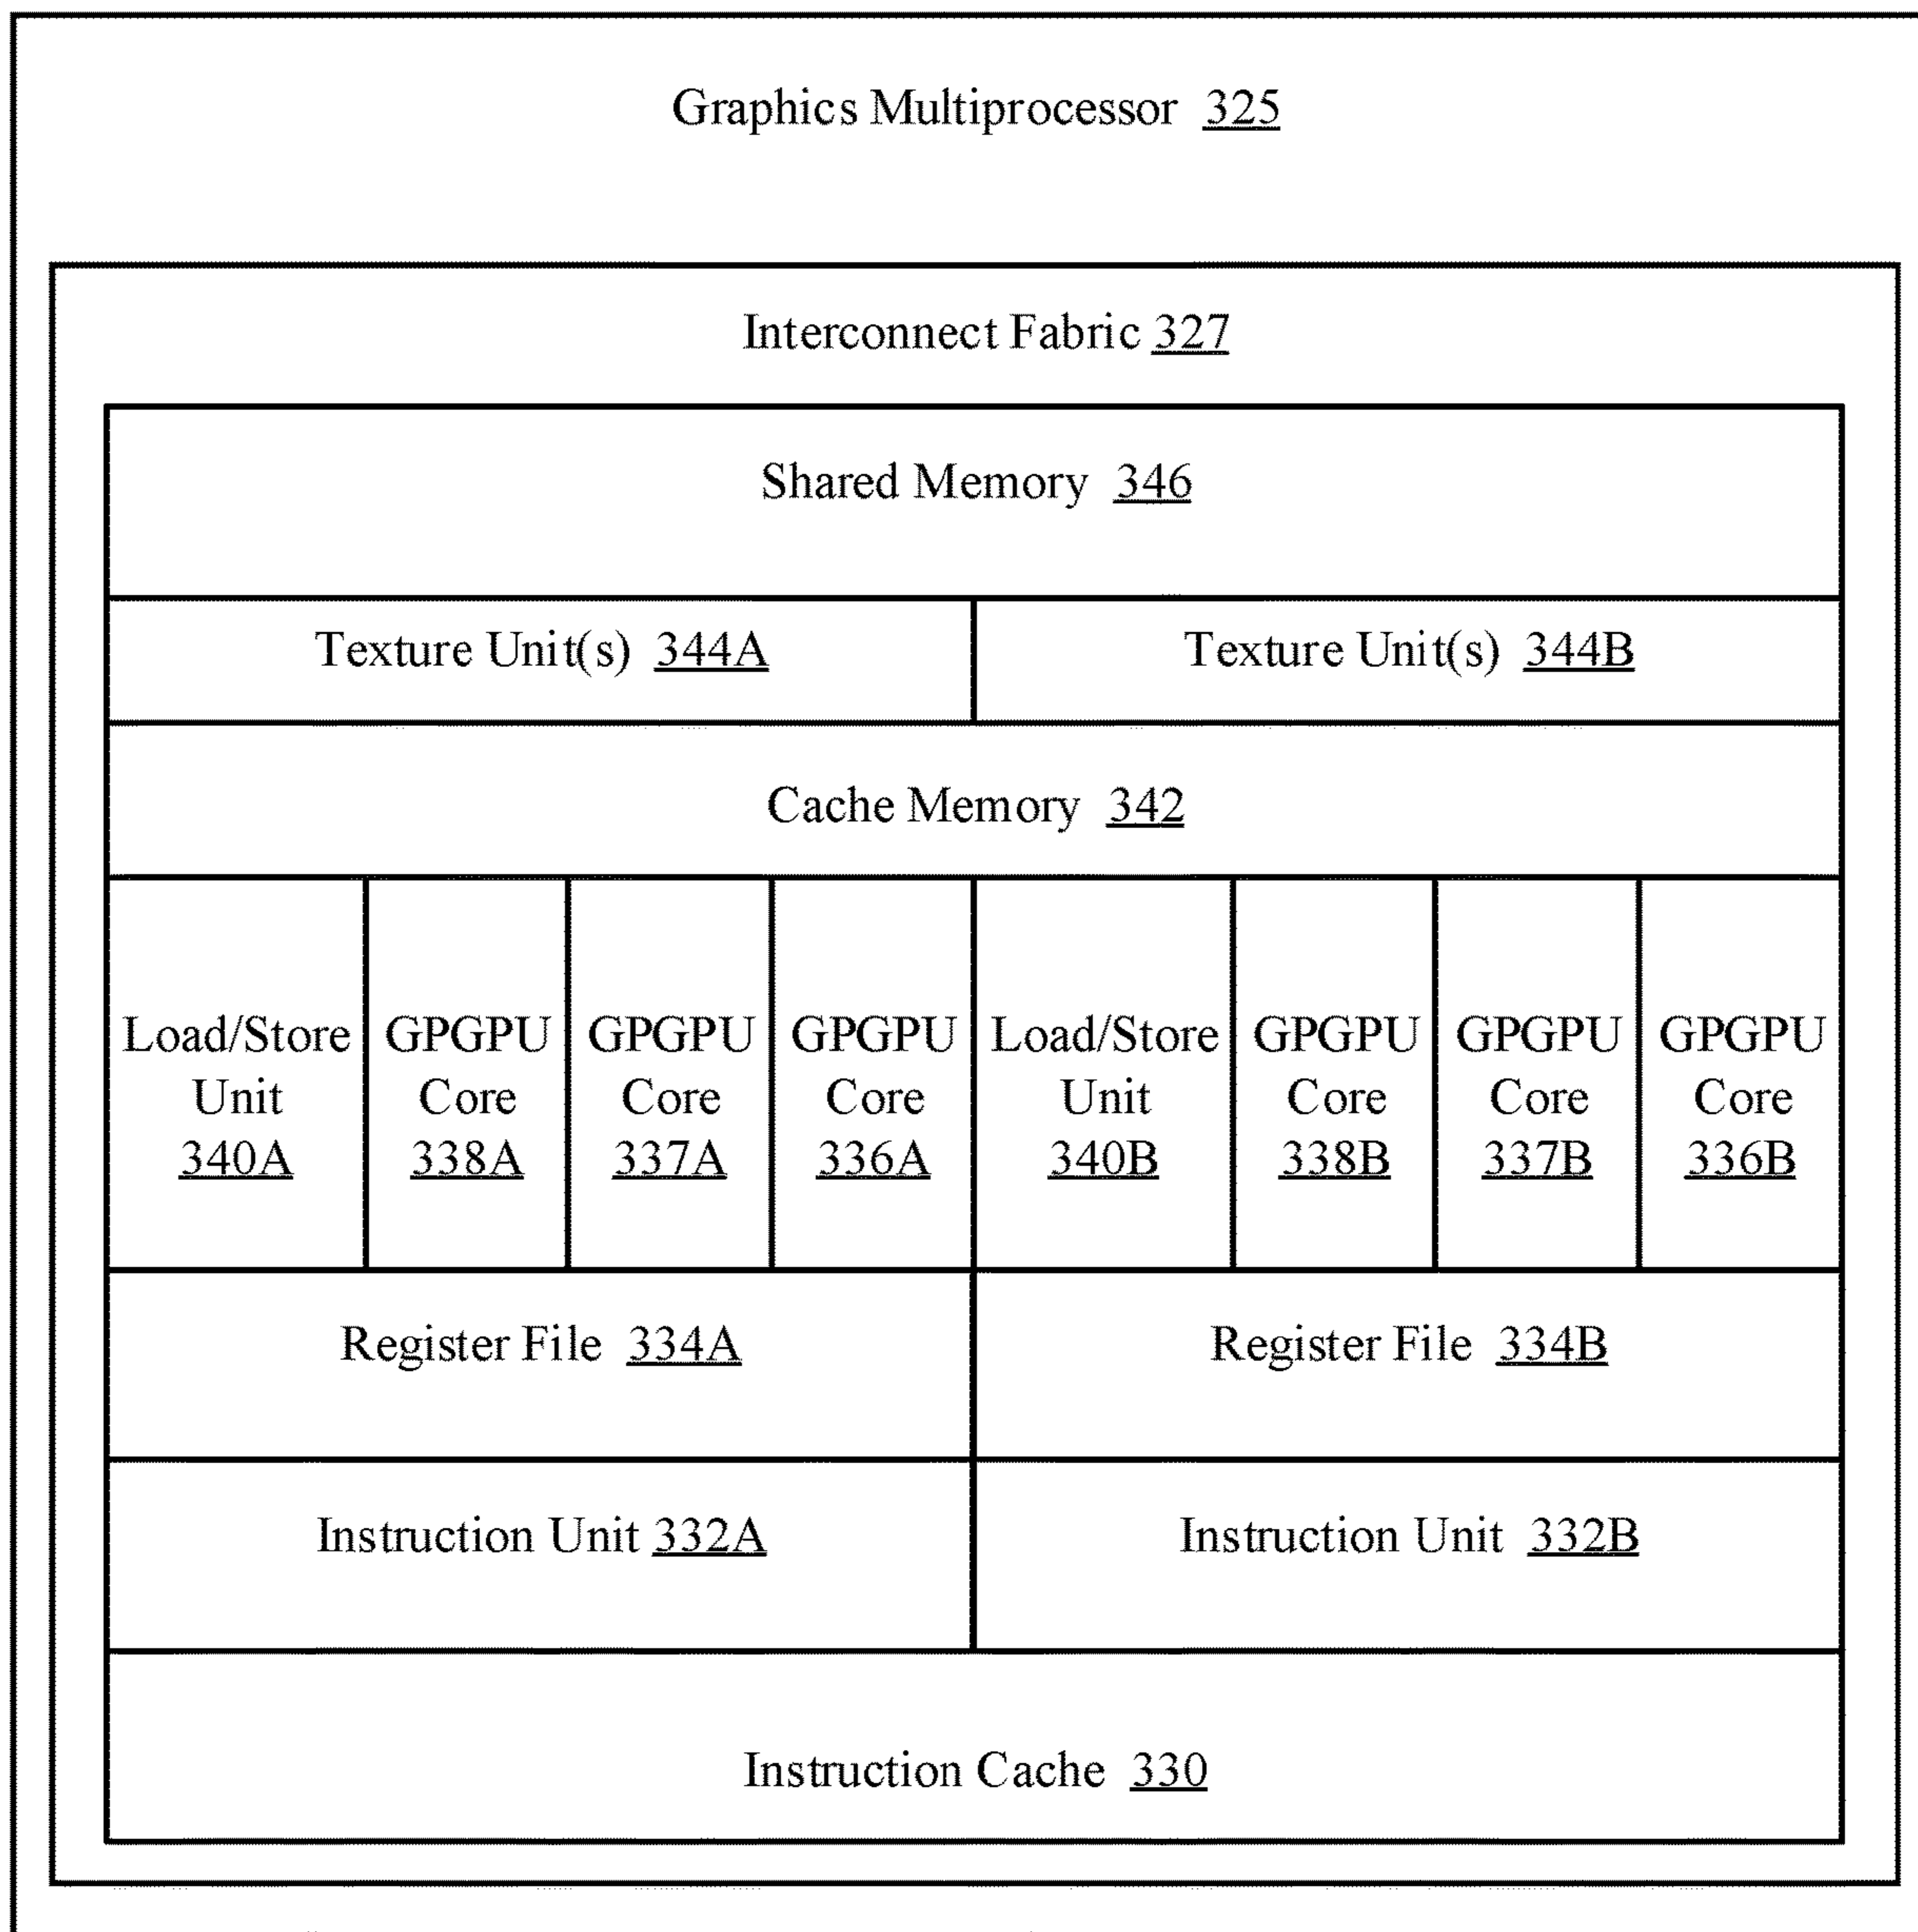 Graphics Multiprocessor 325
Interconnect Fabric 327
Shared Memory 346
Texture Unit(s) 344A
Texture Unit(s) 344B
Cache Memory 342
Load/Store
Unit
340A
GPGPU
Core
338A
GPGPU
Core
337A
GPGPU
Core
336A
Load/Store
Unit
340B
GPGPU
Core
338B
GPGPU
Core
337B
GPGPU
Core
336B
Register File 334A
Register File 334B
Instruction Unit 332A
Instruction Unit 332B
Instruction Cache 330